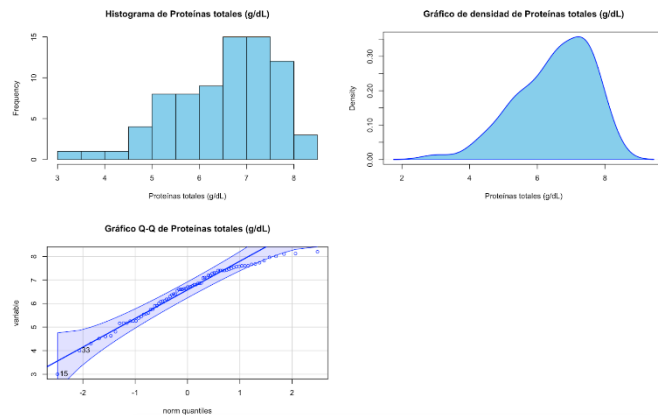 Histograma de Proteínas totales (g/dL)
Frequency
0
5
10
15
3 4 5 6 7 8
Proteínas totales (g/dL)
Gráfico de densidad de Proteínas totales (g/dL)
Density
0.00
0.10
0.20
0.30
2 4 6 8
Proteínas totales (g/dL)
Gráfico Q-Q de Proteínas totales (g/dL)
variable
3
4
5
6
7
8
33
15
-2 -1 0 1 2
norm quantiles